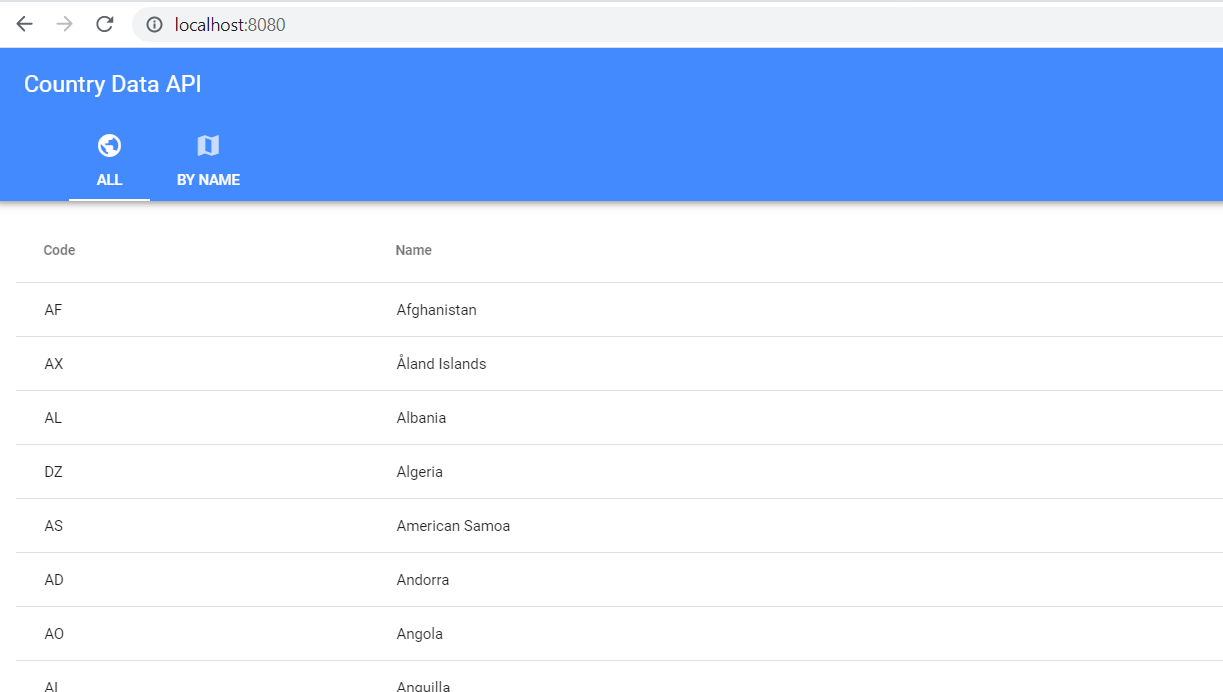 localhost:8080
Country Data API
ALL BY NAME
Code Name
AF Afghanistan
AX Åland Islands
AL Albania
DZ Algeria
AS American Samoa
AD Andorra
AO Angola
AI Anguilla